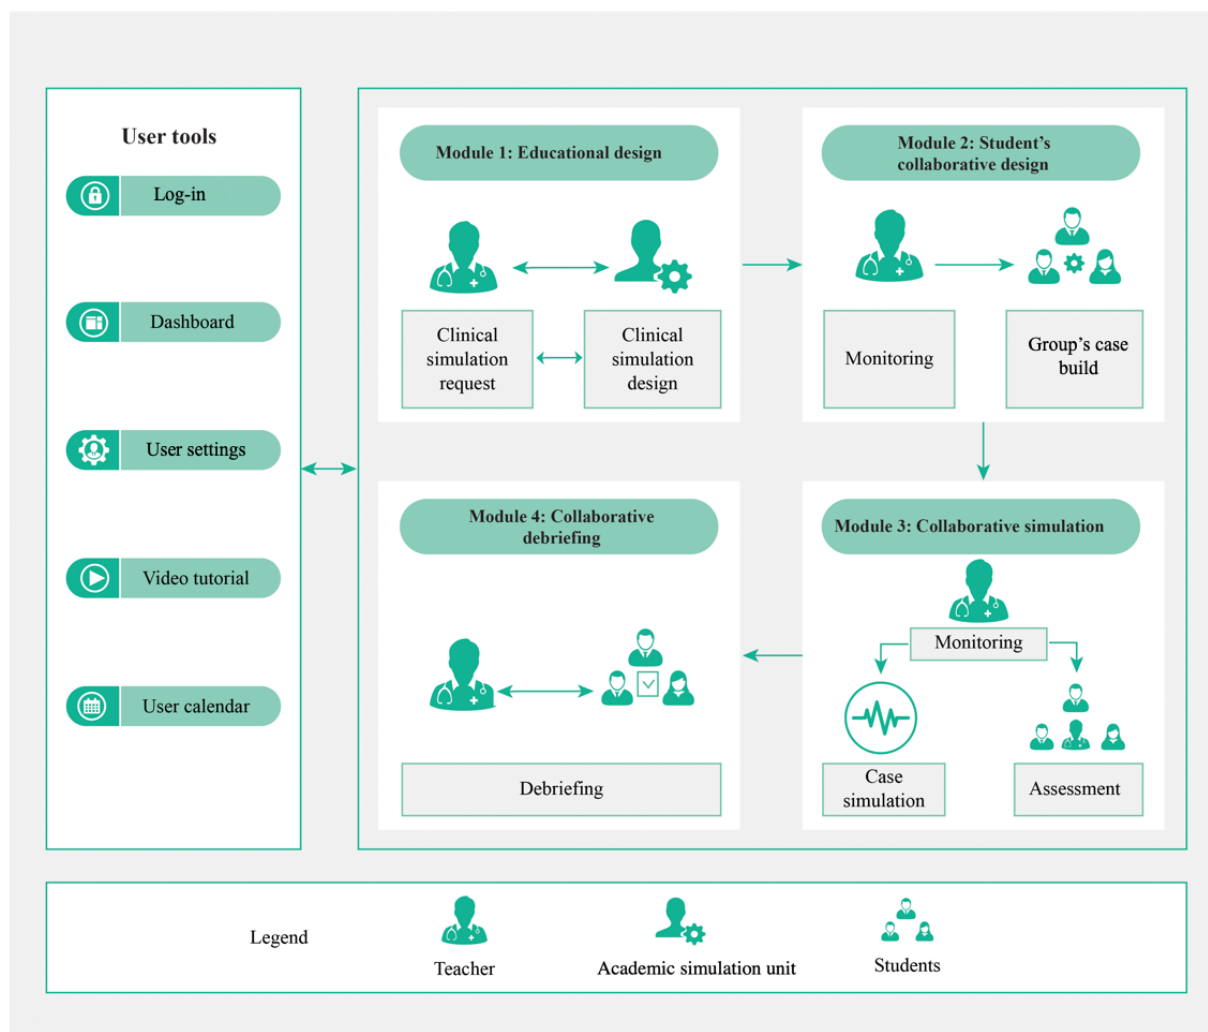 User tools
Log-in
Dashboard
User settings
Video tutorial
User calendar
Module 1: Educational design
Clinical
simulation
request
Clinical
simulation
design
Module 2: Student's
collaborative design
Monitoring
Group's case
build
Module 4: Collaborative
debriefing
Debriefing
Module 3: Collaborative simulation
Monitoring
Case
simulation
Assessment
Legend
Teacher
Academic simulation unit
Students